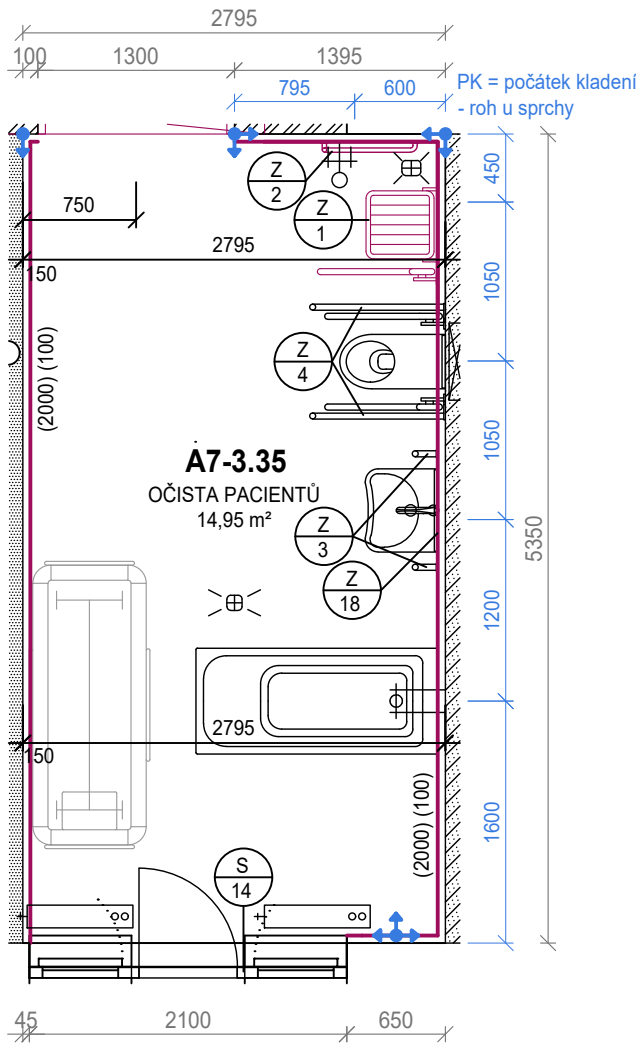 2795
100 1300 1395
795 600
PK = počátek kladení
- roh u sprchy
450
Z
2
750
Z
1
2795
150
1050
(2000) (100)
Z
4
1050
A7-3.35
OČISTA PACIENTŮ
14,95 m²
Z
3
5350
Z
18
1200
2795
150
(2000) (100)
1600
S
14
45 2100 650